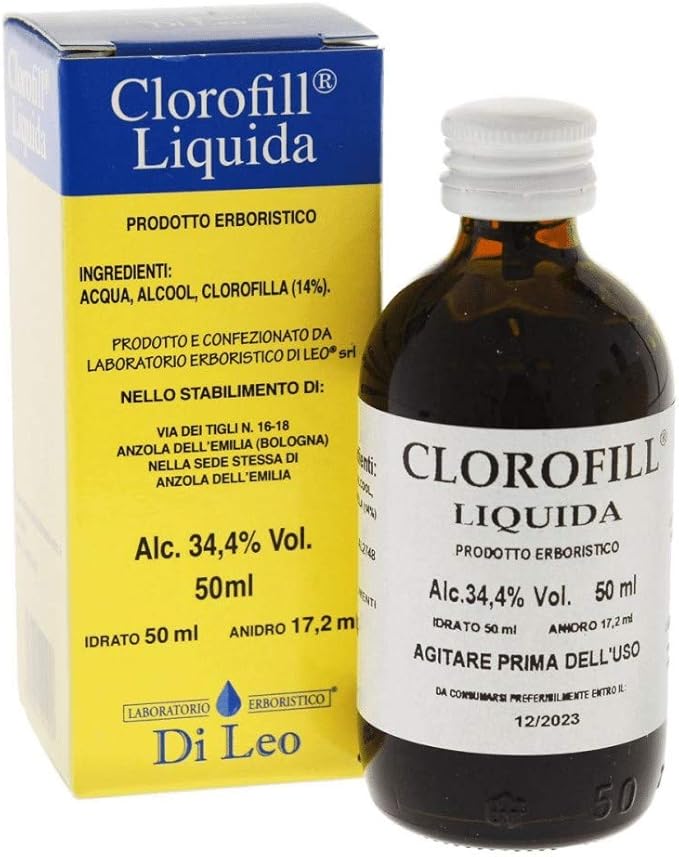 Clorofill®
Liquida
PRODOTTO ERBORISTICO
INGREDIENTI:
ACQUA, ALCOOL, CLOROFILLA (14%).
PRODOTTO E CONFEZIONATO DA
LABORATORIO ERBORISTICO DI LEO® srl
NELLO STABILIMENTO DI:
VIA DEI TIGLI N. 16-18
ANZOLA DELL'EMILIA (BOLOGNA)
NELLA SEDE STESSA DI
ANZOLA DELL'EMILIA
Alc. 34,4% Vol.
50ml
IDRATO 50 ml ANIDRO 17,2 ml
LABORATORIO ERBORISTICO®
Di Leo
CLOROFILL®
LIQUIDA
PRODOTTO ERBORISTICO
Alc.34,4% Vol. 50 ml
IDRATO 50 ml ANIDRO 17,2 ml
AGITARE PRIMA DELL'USO
DA CONSUMARSI PREFERIBILMENTE ENTRO IL:
12/2023
50